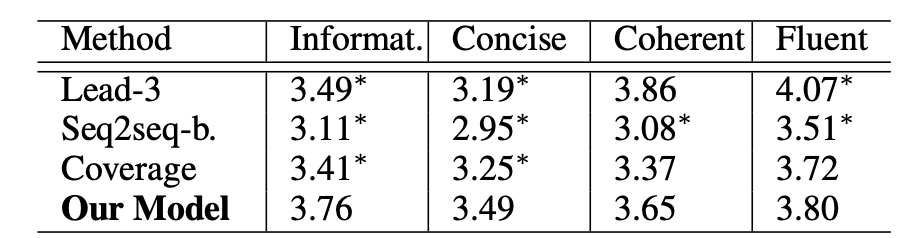 Method Informat. Concise Coherent Fluent
Lead-3 3.49* 3.19* 3.86 4.07*
Seq2seq-b. 3.11* 2.95* 3.08* 3.51*
Coverage 3.41* 3.25* 3.37 3.72
Our Model 3.76 3.49 3.65 3.80